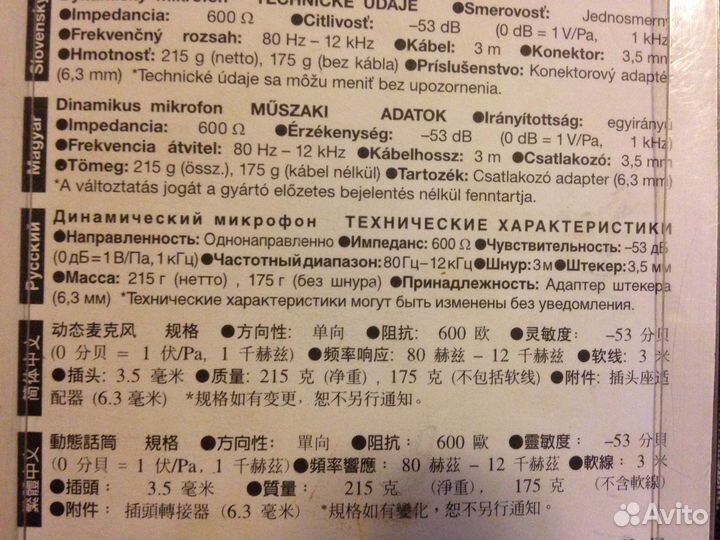 Slovensky
Dynamický mikrofón TECHNICKÉ ÚDAJE ●Smerovosť: Jednosmerný
●Impedancia: 600 Ω ●Citlivosť: –53 dB (0 dB = 1 V/Pa, 1 kHz)
●Frekvenčný rozsah: 80 Hz – 12 kHz ●Kábel: 3 m ●Konektor: 3,5 mm
●Hmotnosť: 215 g (netto), 175 g (bez kábla) ●Príslušenstvo: Konektorový adaptér
(6,3 mm) *Technické údaje sa môžu meniť bez upozornenia.
Magyar
Dinamikus mikrofon MŰSZAKI ADATOK ●Irányítottság: egyirányú
●Impedancia: 600 Ω ●Érzékenység: –53 dB (0 dB = 1 V/Pa, 1 kHz)
●Frekvencia átvitel: 80 Hz – 12 kHz ●Kábelhossz: 3 m ●Csatlakozó: 3,5 mm
●Tömeg: 215 g (össz.), 175 g (kábel nélkül) ●Tartozék: Csatlakozó adapter (6,3 mm)
*A változtatás jogát a gyártó előzetes bejelentés nélkül fenntartja.
Русский
Динамический микрофон ТЕХНИЧЕСКИЕ ХАРАКТЕРИСТИКИ
●Направленность: Однонаправленно ●Импеданс: 600 Ω ●Чувствительность: –53 дБ
(0 дБ=1 В/Па, 1 кГц) ●Частотный диапазон: 80 Гц–12 кГц ●Шнур: 3 м ●Штекер: 3,5 мм
●Масса: 215 г (нетто) , 175 г (без шнура) ●Принадлежность: Адаптер штекера
(6,3 мм) *Технические характеристики могут быть изменены без уведомления.
简体中文
动态麦克风 规格 ●方向性: 单向 ●阻抗: 600 欧 ●灵敏度: –53 分贝
(0 分贝 = 1 伏/Pa, 1 千赫兹) ●频率响应: 80 赫兹 – 12 千赫兹 ●软线: 3 米
●插头: 3.5 毫米 ●质量: 215 克 (净重) , 175 克 (不包括软线) ●附件: 插头座适
配器 (6.3 毫米) *规格如有变更，恕不另行通知。
繁體中文
動態話筒 規格 ●方向性: 單向 ●阻抗: 600 歐 ●靈敏度: –53 分貝
(0 分貝 = 1 伏/Pa, 1 千赫茲) ●頻率響應: 80 赫茲 – 12 千赫茲 ●軟線: 3 米
●插頭: 3.5 毫米 ●質量: 215 克 (淨重), 175 克 (不含軟線)
●附件: 插頭轉接器 (6.3 毫米) *規格如有變化，恕不另行通知。
Avito